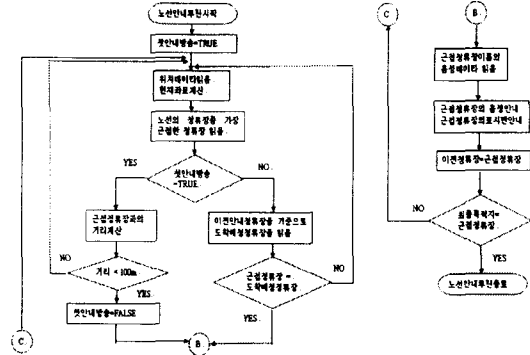 노선안내루틴시작
첫안내방송=TRUE
위치데이타읽음.
현재좌표계산.
노선의 정류장을 가장
근접한 정류장 읽음.
첫안내방송
=TRUE.
YES
NO.
근접정류장과의
거리계산
이전안내정류장을 기준으로
도착예정정류장을 읽음
거리 < 100m
NO
YES.
근접정류장 =
도착예정정류장.
NO
YES.
첫안내방송=FALSE
C.
B.
C
B.
근접정류장이름의
음성데이타 읽음
근접정류장의 음성안내
근접정류장의표시판안내
이전정류장=근접정류장
최종목적지=
근접정류장.
NO
YES
노선안내루틴종료